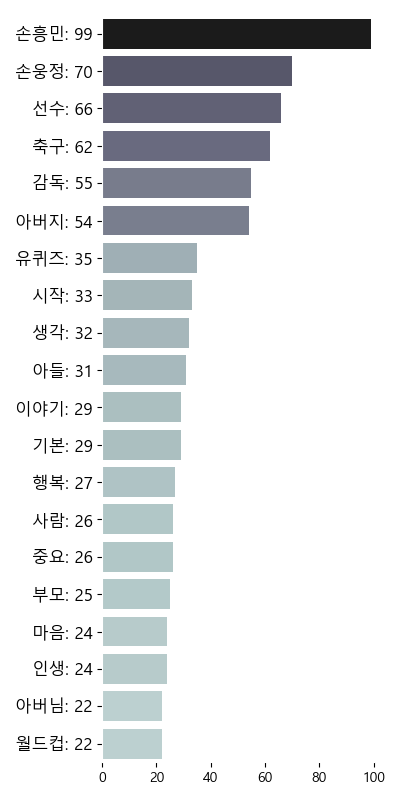 손흥민: 99
손웅정: 70
선수: 66
축구: 62
감독: 55
아버지: 54
유퀴즈: 35
시작: 33
생각: 32
아들: 31
이야기: 29
기본: 29
행복: 27
사람: 26
중요: 26
부모: 25
마음: 24
인생: 24
아버님: 22
월드컵: 22
0 20 40 60 80 100